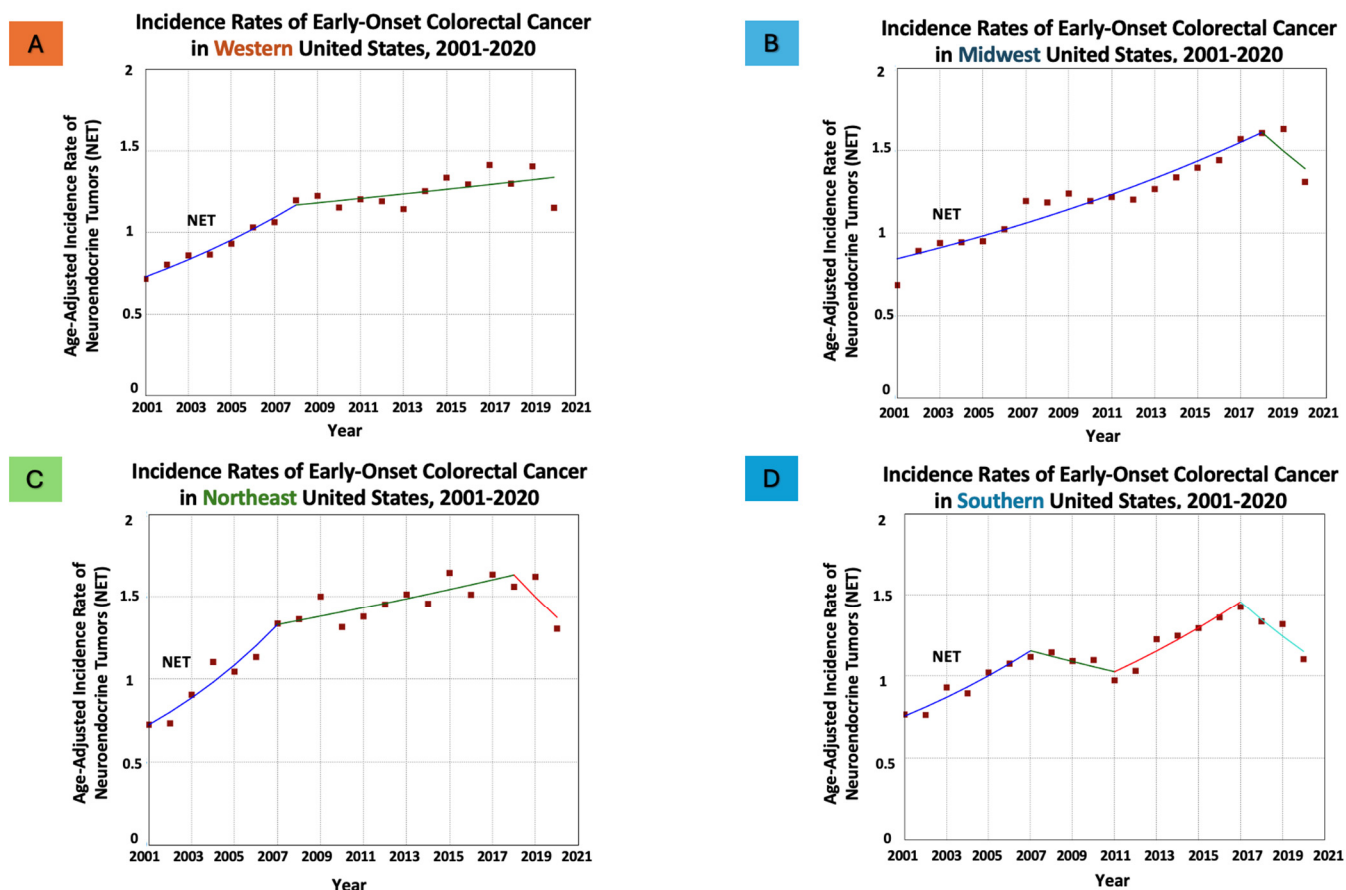 A
Incidence Rates of Early-Onset Colorectal Cancer
in Western United States, 2001-2020
Age-Adjusted Incidence Rate of
Neuroendocrine Tumors (NET)
2
1.5
1
0.5
0
NET
2001 2003 2005 2007 2009 2011 2013 2015 2017 2019 2021
Year
B
Incidence Rates of Early-Onset Colorectal Cancer
in Midwest United States, 2001-2020
Age-Adjusted Incidence Rate of
Neuroendocrine Tumors (NET)
2
1.5
1
0.5
0
NET
2001 2003 2005 2007 2009 2011 2013 2015 2017 2019 2021
Year
C
Incidence Rates of Early-Onset Colorectal Cancer
in Northeast United States, 2001-2020
Age-Adjusted Incidence Rate of
Neuroendocrine Tumors (NET)
2
1.5
1
0.5
0
NET
2001 2003 2005 2007 2009 2011 2013 2015 2017 2019 2021
Year
D
Incidence Rates of Early-Onset Colorectal Cancer
in Southern United States, 2001-2020
Age-Adjusted Incidence Rate of
Neuroendocrine Tumors (NET)
2
1.5
1
0.5
0
NET
2001 2003 2005 2007 2009 2011 2013 2015 2017 2019 2021
Year